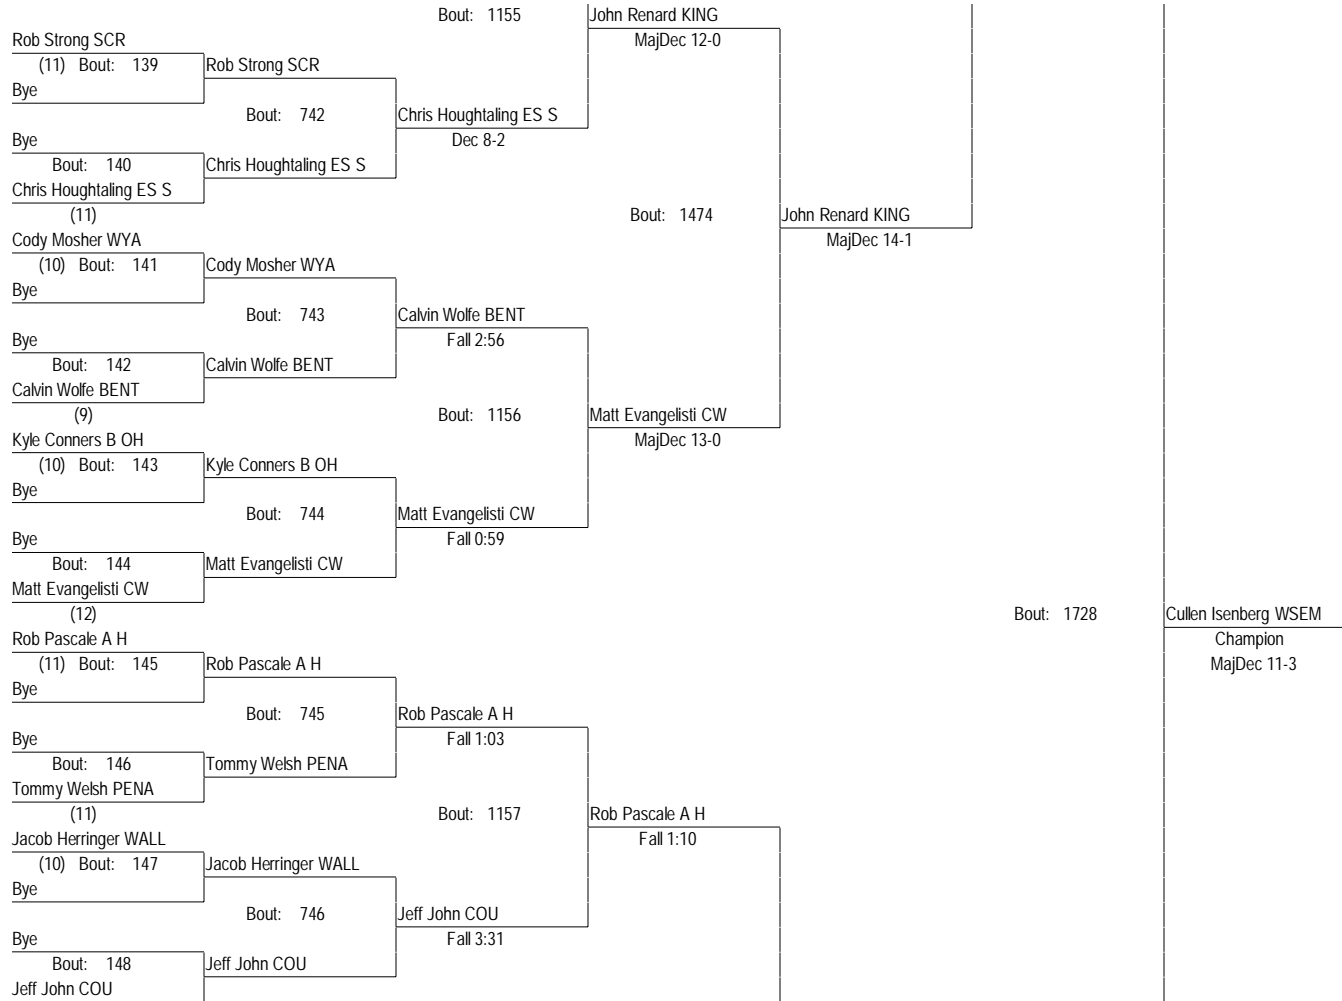 Bout: 1155 John Renard KING
Rob Strong SCR MajDec 12-0
(11) Bout: 139 Rob Strong SCR
Bye
Bout: 742 Chris Houghtaling ES S
Bye Dec 8-2
Bout: 140 Chris Houghtaling ES S
Chris Houghtaling ES S
(11) Bout: 1474 John Renard KING
Cody Mosher WYA MajDec 14-1
(10) Bout: 141 Cody Mosher WYA
Bye
Bout: 743 Calvin Wolfe BENT
Bye Fall 2:56
Bout: 142 Calvin Wolfe BENT
Calvin Wolfe BENT
(9) Bout: 1156 Matt Evangelisti CW
Kyle Conners B OH MajDec 13-0
(10) Bout: 143 Kyle Conners B OH
Bye
Bout: 744 Matt Evangelisti CW
Bye Fall 0:59
Bout: 144 Matt Evangelisti CW
Matt Evangelisti CW
(12) Bout: 1728 Cullen Isenberg WSEM
Rob Pascale A H Champion
(11) Bout: 145 Rob Pascale A H MajDec 11-3
Bye
Bout: 745 Rob Pascale A H
Bye Fall 1:03
Bout: 146 Tommy Welsh PENA
Tommy Welsh PENA
(11) Bout: 1157 Rob Pascale A H
Jacob Herringer WALL Fall 1:10
(10) Bout: 147 Jacob Herringer WALL
Bye
Bout: 746 Jeff John COU
Bye Fall 3:31
Bout: 148 Jeff John COU
Jeff John COU